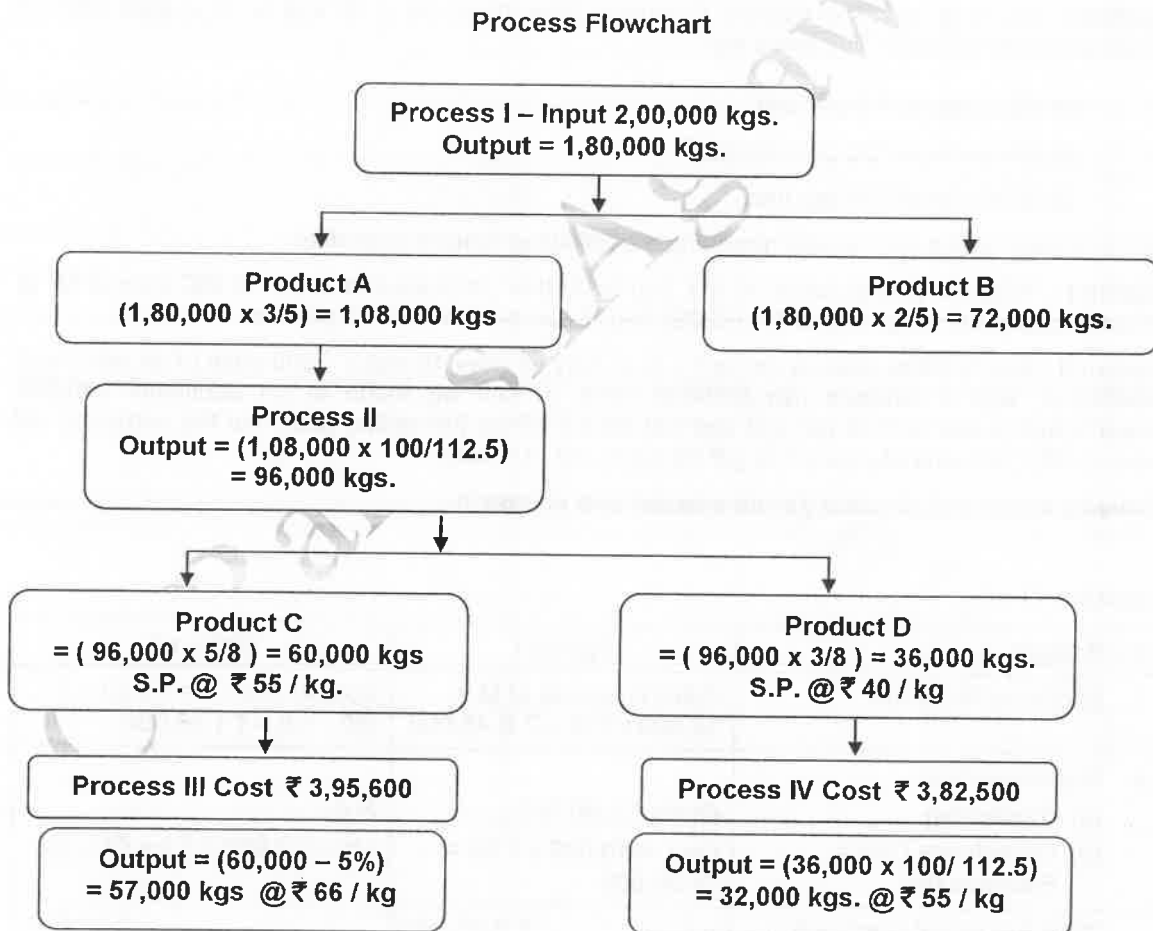 Process Flowchart
Process I – Input 2,00,000 kgs.
Output = 1,80,000 kgs.
Product A
(1,80,000 x 3/5) = 1,08,000 kgs
Product B
(1,80,000 x 2/5) = 72,000 kgs.
Process II
Output = (1,08,000 x 100/112.5)
= 96,000 kgs.
Product C
= ( 96,000 x 5/8 ) = 60,000 kgs
S.P. @ ₹ 55 / kg.
Product D
= ( 96,000 x 3/8 ) = 36,000 kgs.
S.P. @ ₹ 40 / kg
Process III Cost ₹ 3,95,600
Process IV Cost ₹ 3,82,500
Output = (60,000 – 5%)
= 57,000 kgs @ ₹ 66 / kg
Output = (36,000 x 100/ 112.5)
= 32,000 kgs. @ ₹ 55 / kg